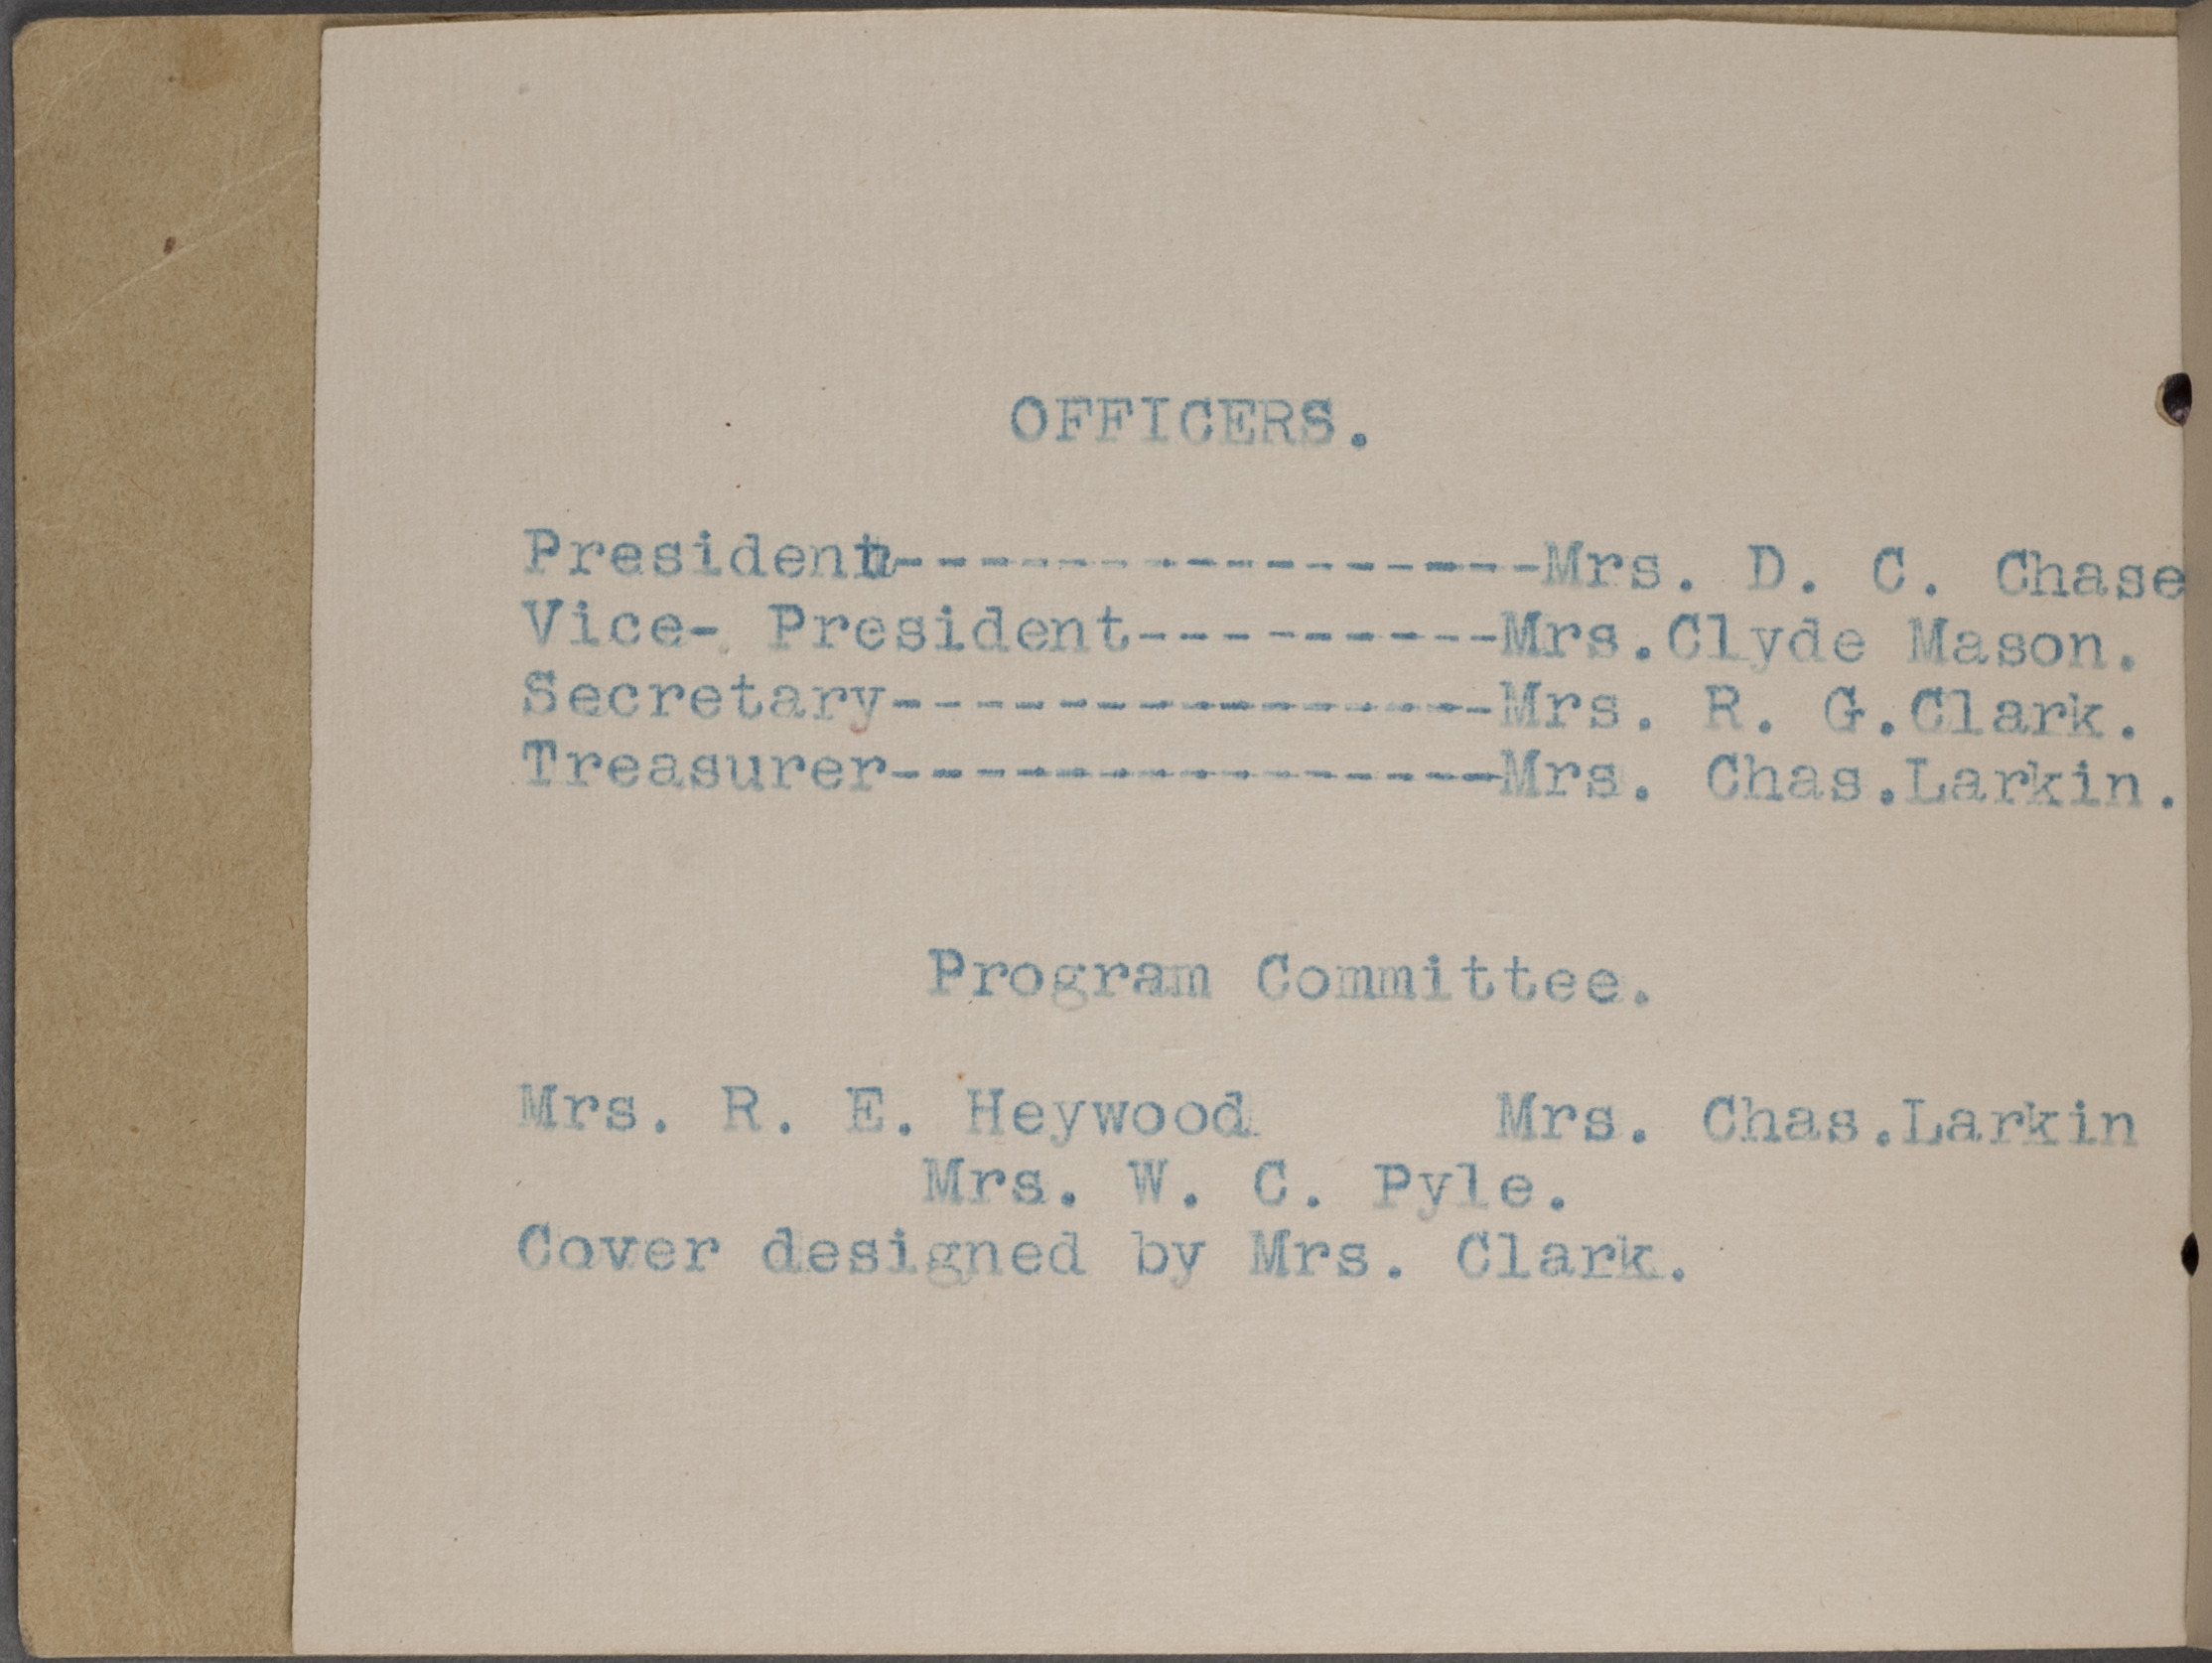 OFFICERS.
President---------------Mrs. D. C. Chase
Vice- President---------Mrs.Clyde Mason.
Secretary---------------Mrs. R. G.Clark.
Treasurer---------------Mrs. Chas.Larkin.
Program Committee.
Mrs. R. E. Heywood Mrs. Chas.Larkin
Mrs. W. C. Pyle.
Cover designed by Mrs. Clark.